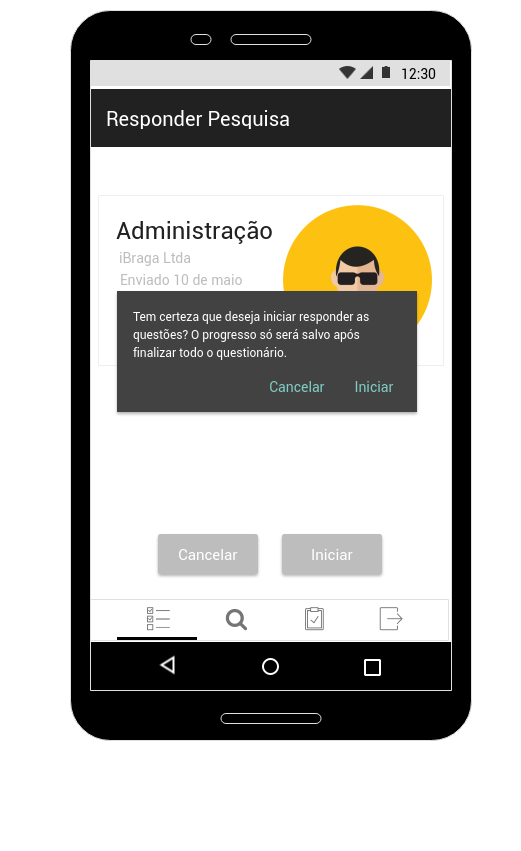 12:30
Responder Pesquisa
Administração
iBraga Ltda
Enviado 10 de maio
Tem certeza que deseja iniciar responder as
questões? O progresso só será salvo após
finalizar todo o questionário.
Cancelar Iniciar
Cancelar Iniciar